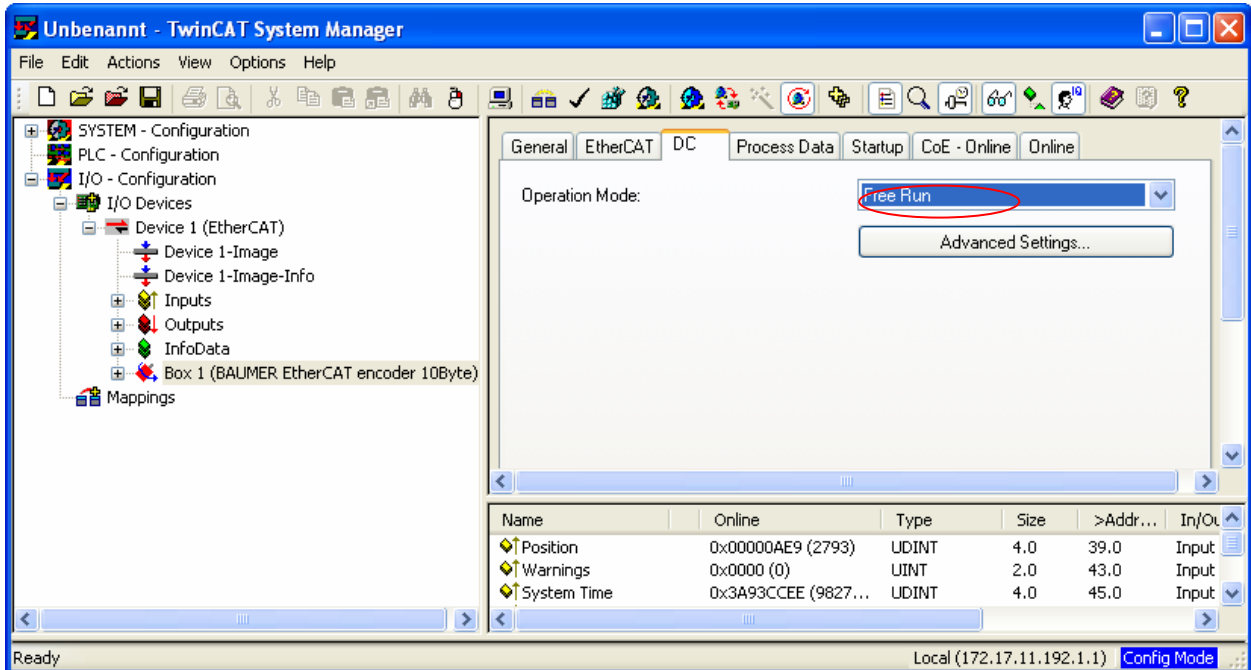 Unbenannt - TwinCAT System Manager
File Edit Actions View Options Help
SYSTEM - Configuration
PLC - Configuration
I/O - Configuration
I/O Devices
Device 1 (EtherCAT)
Device 1-Image
Device 1-Image-Info
Inputs
Outputs
InfoData
Box 1 (BAUMER EtherCAT encoder 10Byte)
Mappings
General EtherCAT DC Process Data Startup CoE - Online Online
Operation Mode: Free Run
Advanced Settings...
Name Online Type Size >Addr... In/Ou
Position 0x00000AE9 (2793) UDINT 4.0 39.0 Input
Warnings 0x0000 (0) UINT 2.0 43.0 Input
System Time 0x3A93CCEE (9827... UDINT 4.0 45.0 Input
Ready Local (172.17.11.192.1.1) Config Mode